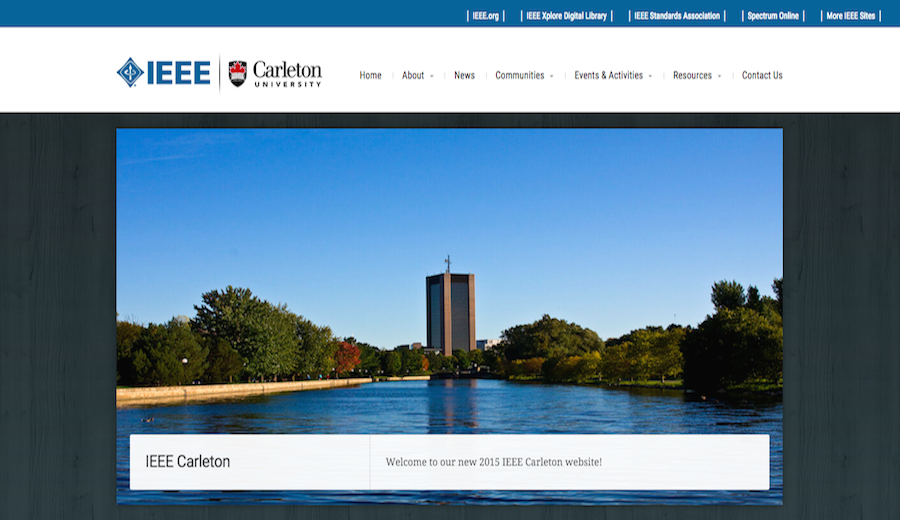 | IEEE.org | | IEEE Xplore Digital Library | | IEEE Standards Association | | Spectrum Online | | More IEEE Sites |
IEEE Carleton UNIVERSITY
Home About News Communities Events & Activities Resources Contact Us
IEEE Carleton
Welcome to our new 2015 IEEE Carleton website!